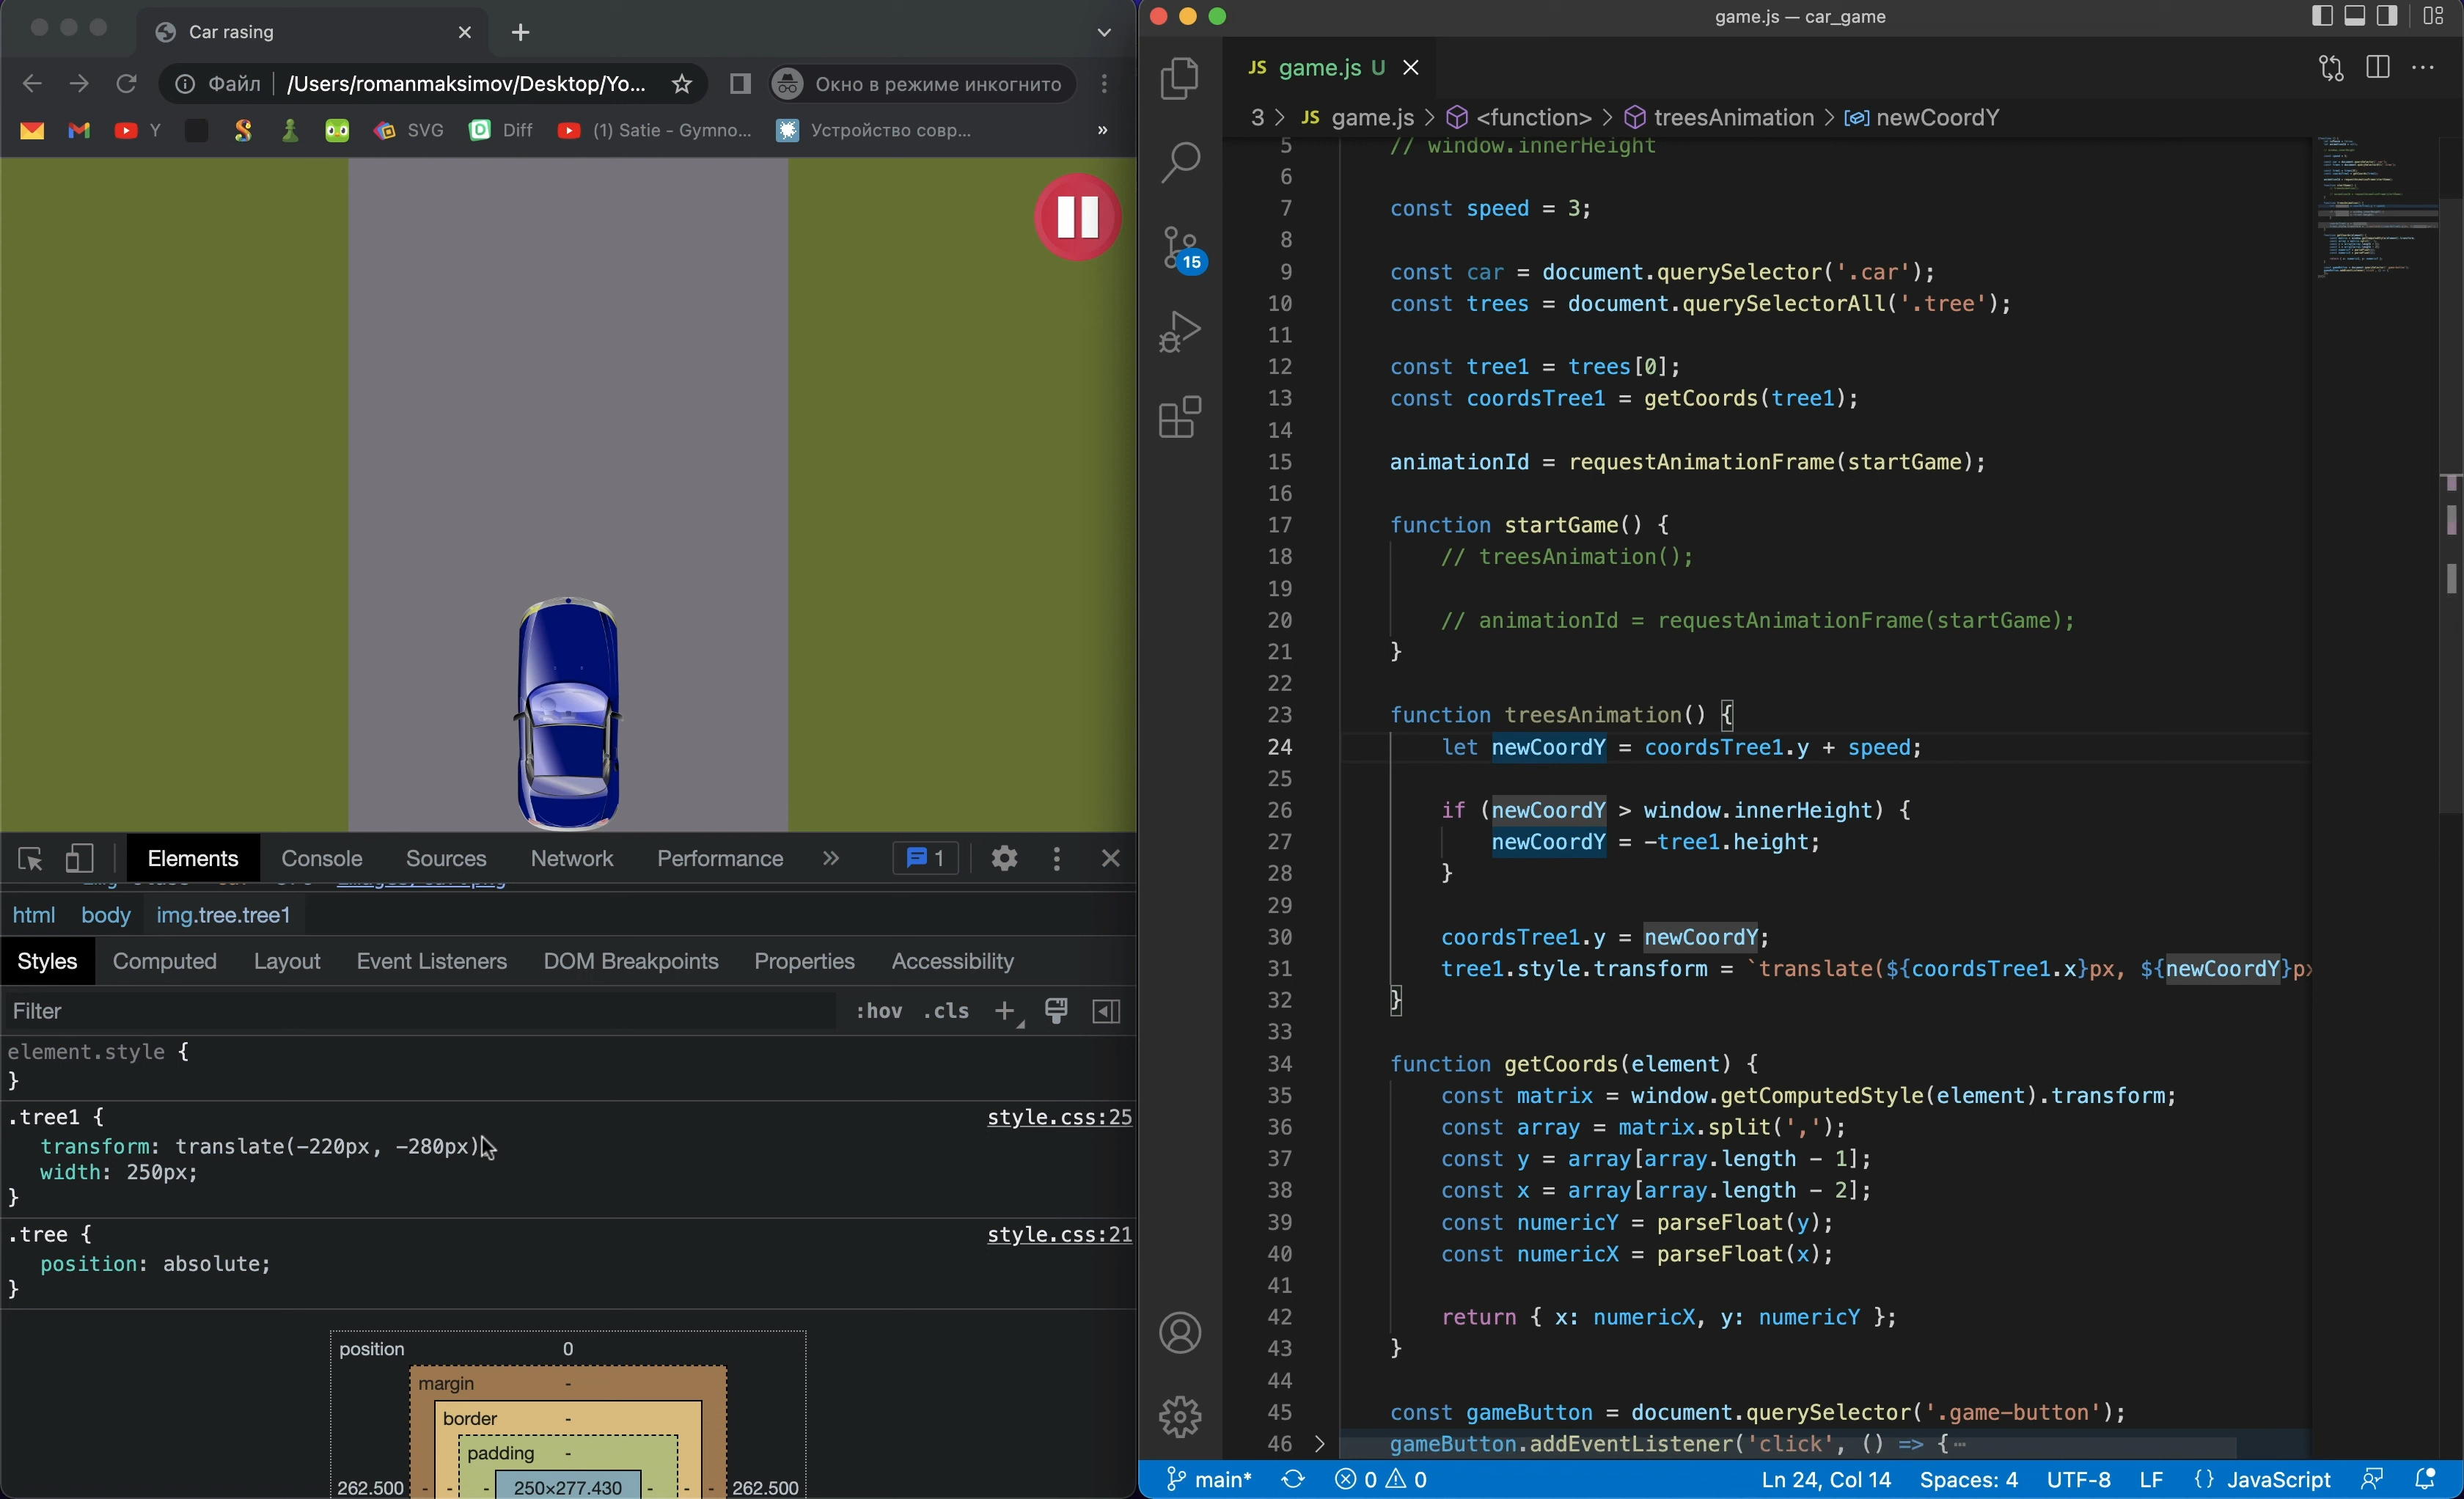 Car rasing
Файл
/Users/romanmaksimov/Desktop/Yo...
Окно в режиме инкогнито
Y
SVG
Diff
(1) Satie - Gymno...
Устройство совр...
»
Elements
Console
Sources
Network
Performance
»
1
html
body
img.tree.tree1
Styles
Computed
Layout
Event Listeners
DOM Breakpoints
Properties
Accessibility
Filter
:hov
.cls
element.style {
}
.tree1 {
style.css:25
transform: translate(-220px, -280px)
width: 250px;
}
.tree {
style.css:21
position: absolute;
}
position
0
margin
-
border
-
padding
-
262.500
- - -
250×277.430
- - -
262.500
game.js — car_game
JS game.js U
3 > JS game.js > <function> > treesAnimation > newCoordY
15
5 // window.innerHeight
6
7 const speed = 3;
8
9 const car = document.querySelector('.car');
10 const trees = document.querySelectorAll('.tree');
11
12 const tree1 = trees[0];
13 const coordsTree1 = getCoords(tree1);
14
15 animationId = requestAnimationFrame(startGame);
16
17 function startGame() {
18 // treesAnimation();
19
20 // animationId = requestAnimationFrame(startGame);
21 }
22
23 function treesAnimation() {
24 let newCoordY = coordsTree1.y + speed;
25
26 if (newCoordY > window.innerHeight) {
27 newCoordY = -tree1.height;
28 }
29
30 coordsTree1.y = newCoordY;
31 tree1.style.transform = `translate(${coordsTree1.x}px, ${newCoordY}px
32 }
33
34 function getCoords(element) {
35 const matrix = window.getComputedStyle(element).transform;
36 const array = matrix.split(',');
37 const y = array[array.length - 1];
38 const x = array[array.length - 2];
39 const numericY = parseFloat(y);
40 const numericX = parseFloat(x);
41
42 return { x: numericX, y: numericY };
43 }
44
45 const gameButton = document.querySelector('.game-button');
46 gameButton.addEventListener('click', () => {⋯
main*
0
0
Ln 24, Col 14
Spaces: 4
UTF-8
LF
{} JavaScript